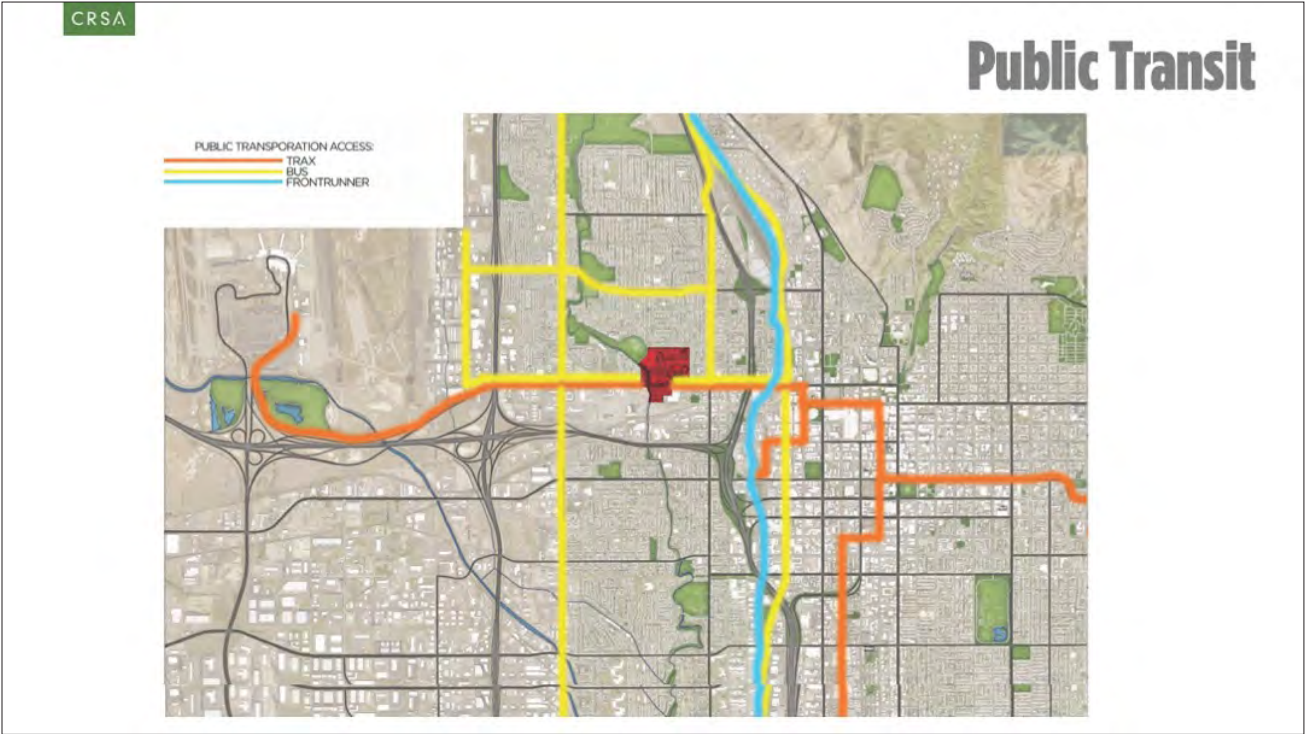 CRSA
Public Transit
PUBLIC TRANSPORATION ACCESS:
TRAX
BUS
FRONTRUNNER